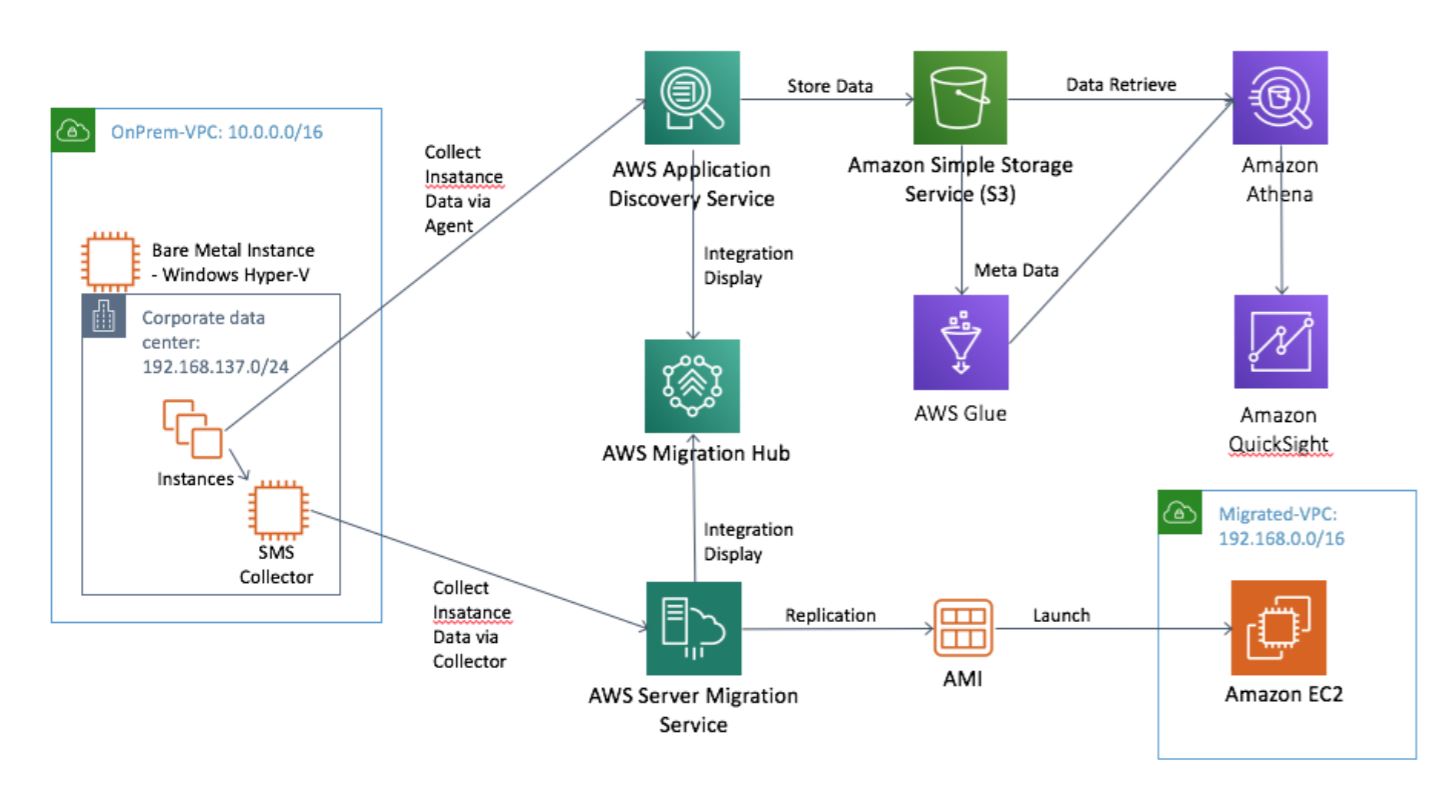 OnPrem-VPC: 10.0.0.0/16
Bare Metal Instance
- Windows Hyper-V
Corporate data
center:
192.168.137.0/24
Instances
SMS
Collector
Collect
Insatance
Data via
Agent
Collect
Insatance
Data via
Collector
AWS Application
Discovery Service
Store Data
Amazon Simple Storage
Service (S3)
Data Retrieve
Amazon
Athena
Integration
Display
Meta Data
AWS Migration Hub
AWS Glue
Amazon
QuickSight
Integration
Display
AWS Server Migration
Service
Replication
AMI
Launch
Migrated-VPC:
192.168.0.0/16
Amazon EC2